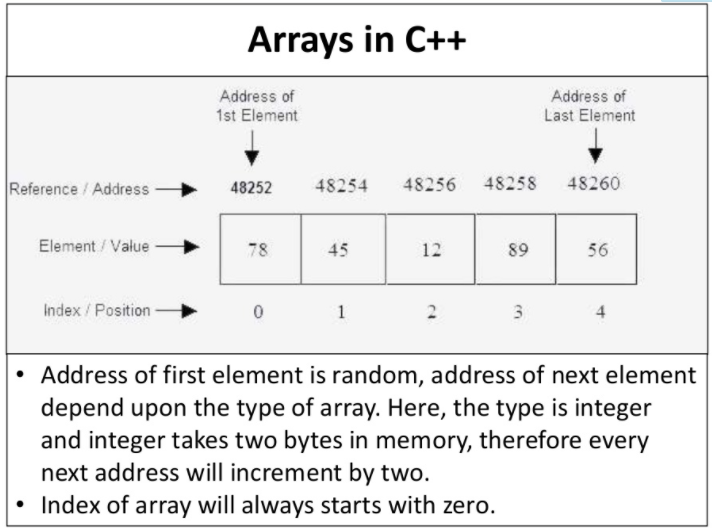 Arrays in C++
Address of
1st Element
Address of
Last Element
Reference / Address
48252 48254 48256 48258 48260
Element / Value
78 45 12 89 56
Index / Position
0 1 2 3 4
• Address of first element is random, address of next element
depend upon the type of array. Here, the type is integer
and integer takes two bytes in memory, therefore every
next address will increment by two.
• Index of array will always starts with zero.